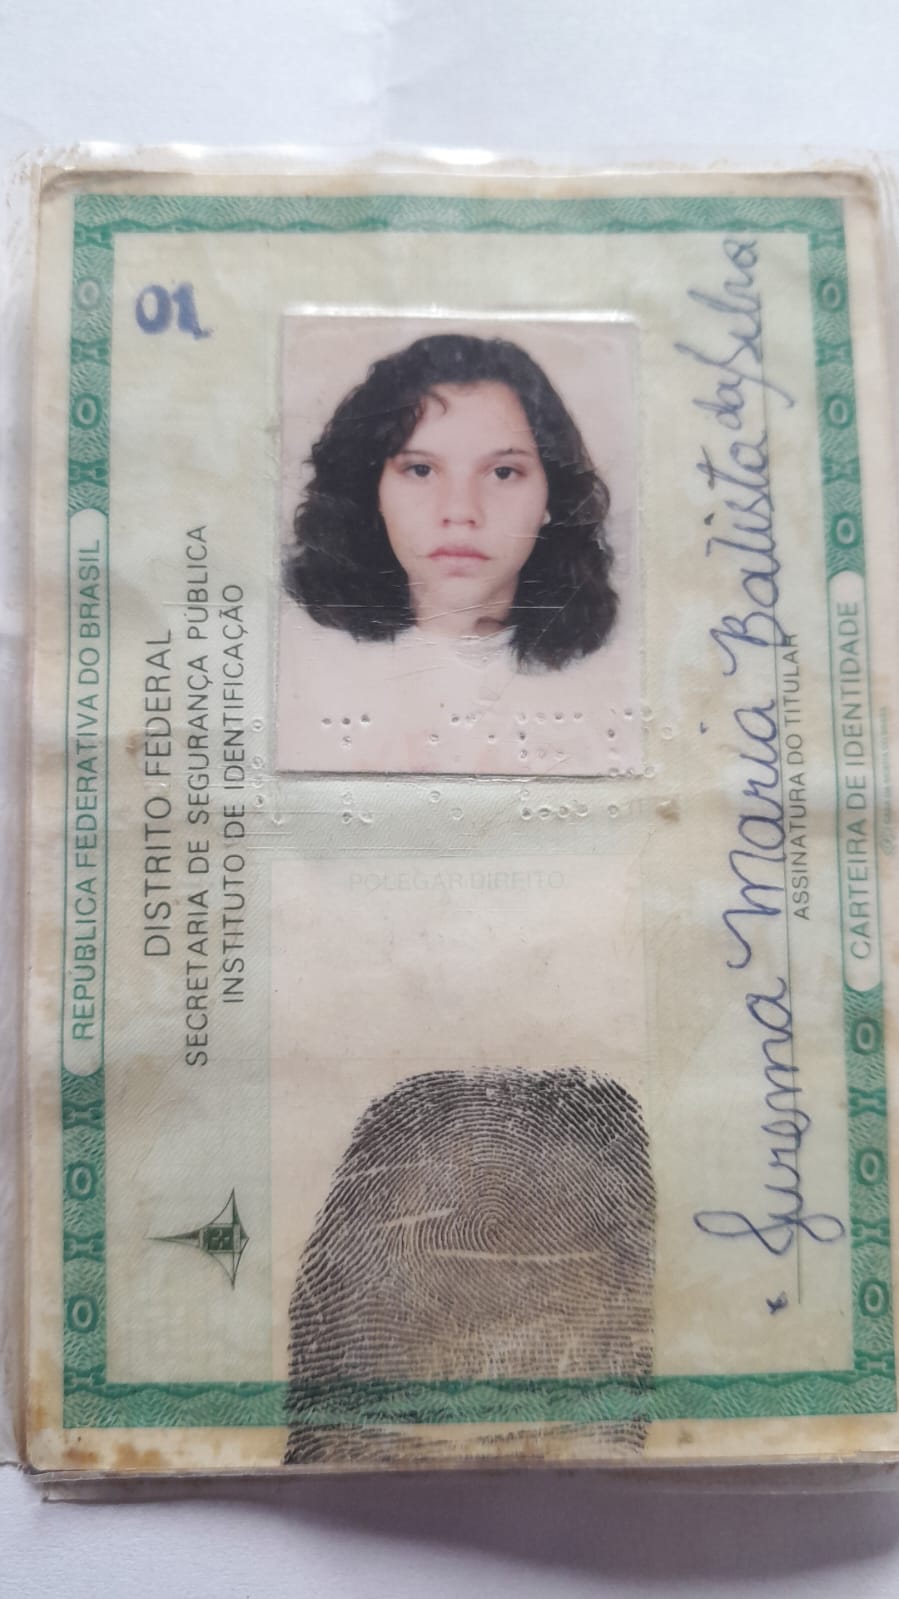 REPÚBLICA FEDERATIVA DO BRASIL
01
DISTRITO FEDERAL
SECRETARIA DE SEGURANÇA PÚBLICA
INSTITUTO DE IDENTIFICAÇÃO
POLEGAR DIREITO
Jurema Maria Batista da Silva
ASSINATURA DO TITULAR
CARTEIRA DE IDENTIDADE